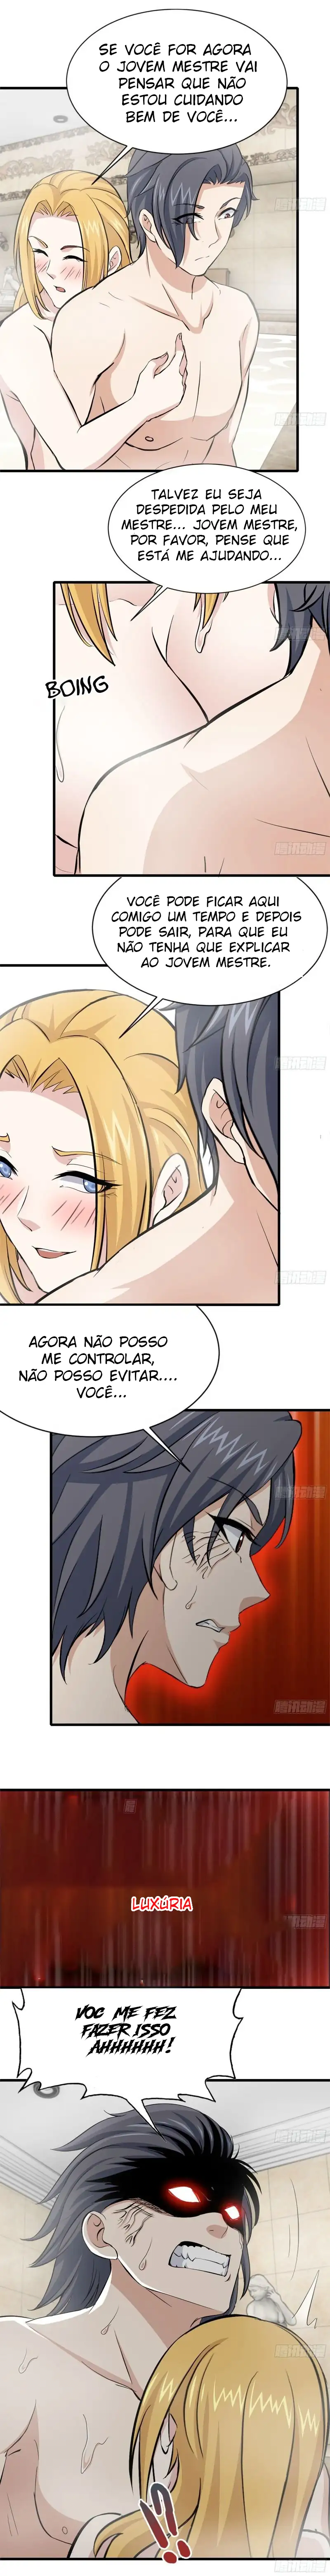 SE VOCÊ FOR AGORA
O JOVEM MESTRE VAI
PENSAR QUE NÃO
ESTOU CUIDANDO
BEM DE VOCÊ...
TALVEZ EU SEJA
DESPEDIDA PELO MEU
MESTRE... JOVEM MESTRE,
POR FAVOR, PENSE QUE
ESTÁ ME AJUDANDO...
BOING
VOCÊ PODE FICAR AQUI
COMIGO UM TEMPO E DEPOIS
PODE SAIR, PARA QUE EU
NÃO TENHA QUE EXPLICAR
AO JOVEM MESTRE.
AGORA NÃO POSSO
ME CONTROLAR,
NÃO POSSO EVITAR....
VOCÊ...
LUXÚRIA
VOC ME FEZ
FAZER ISSO
AHHHHHH!
!?